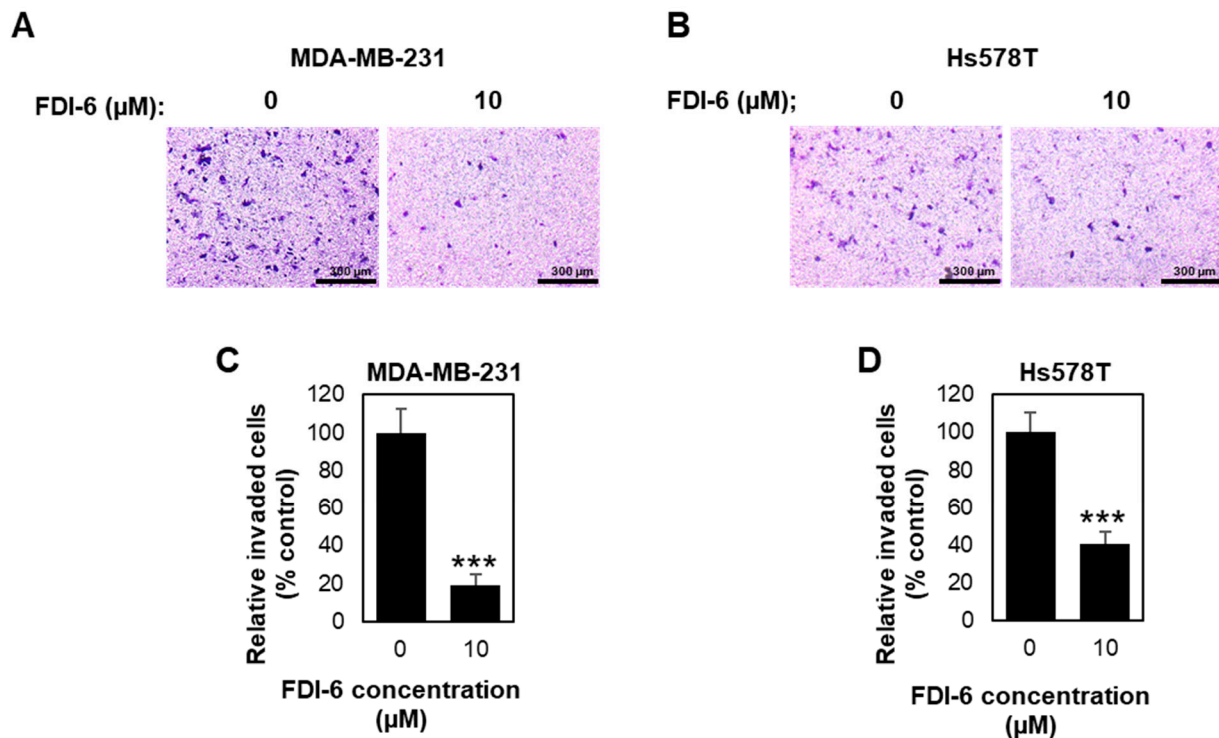 A
MDA-MB-231
FDI-6 (µM):
0
10
300 µm
300 µm
B
Hs578T
FDI-6 (µM);
0
10
300 µm
300 µm
C
MDA-MB-231
Relative invaded cells
(% control)
120
100
80
60
40
20
0
***
0
10
FDI-6 concentration
(µM)
D
Hs578T
Relative invaded cells
(% control)
120
100
80
60
40
20
0
***
0
10
FDI-6 concentration
(µM)